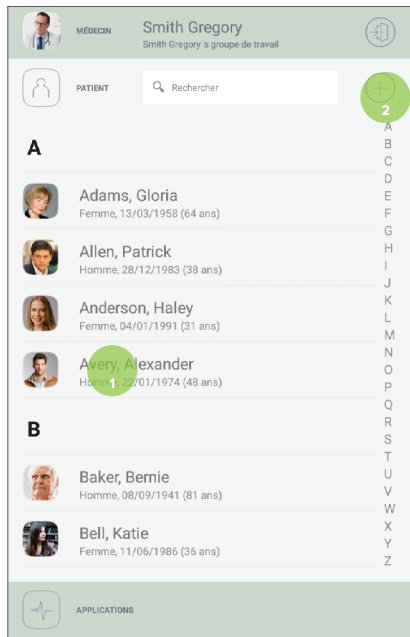 MÉDECIN
Smith Gregory
Smith Gregory 's groupe de travail
PATIENT
Rechercher
2
A
Adams, Gloria
Femme, 13/03/1958 (64 ans)
Allen, Patrick
Homme, 28/12/1983 (38 ans)
Anderson, Haley
Femme, 04/01/1991 (31 ans)
Avery, Alexander
Homme, 22/01/1974 (48 ans)
1
B
Baker, Bernie
Homme, 08/09/1941 (81 ans)
Bell, Katie
Femme, 11/06/1986 (36 ans)
A
B
C
D
E
F
G
H
I
J
K
L
M
N
O
P
Q
R
S
T
U
V
W
X
Y
Z
APPLICATIONS